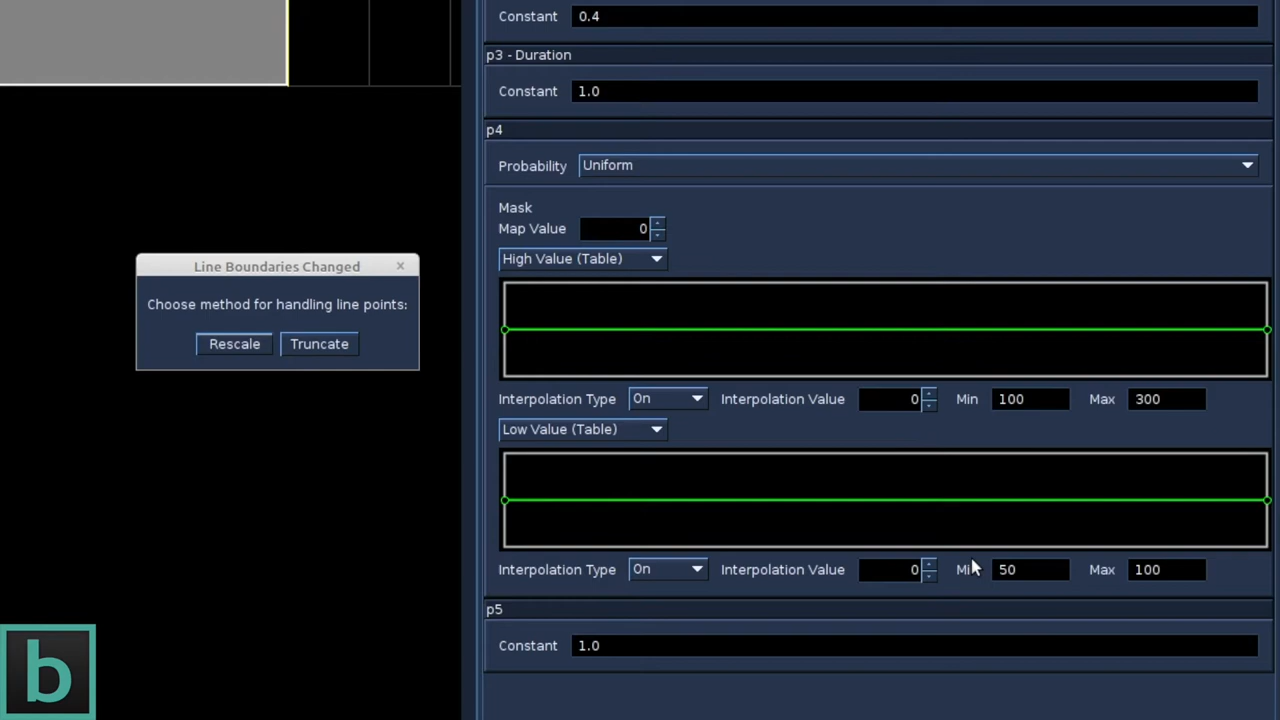 Constant 0.4
p3 - Duration
Constant 1.0
p4
Probability Uniform
Mask
Map Value 0
High Value (Table)
Interpolation Type On Interpolation Value 0 Min 100 Max 300
Low Value (Table)
Interpolation Type On Interpolation Value 0 Mi 50 Max 100
p5
Constant 1.0
Line Boundaries Changed
Choose method for handling line points:
Rescale Truncate
b